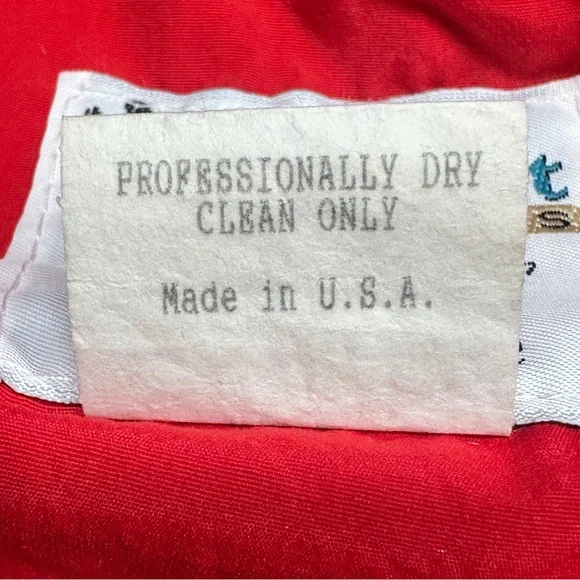 PROFESSIONALLY DRY
CLEAN ONLY
Made in U.S.A.